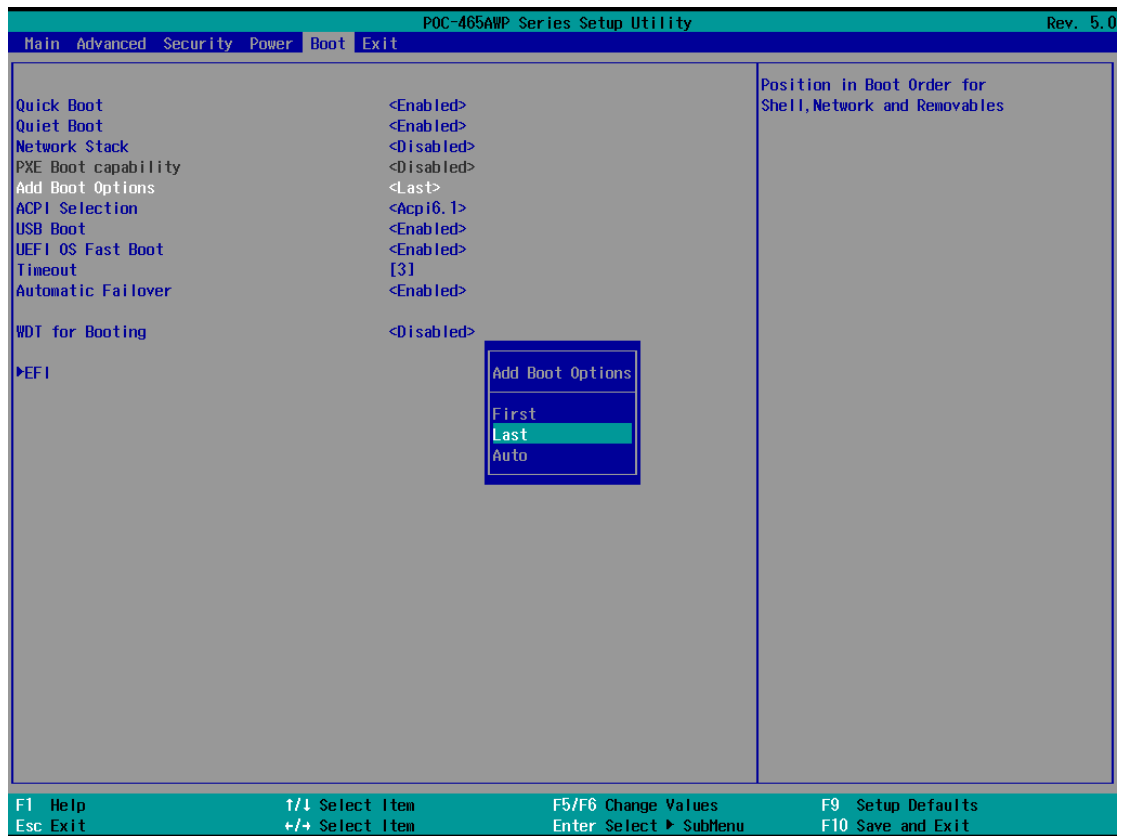 POC-465AWP Series Setup Utility Rev. 5.0
Main Advanced Security Power Boot Exit
Position in Boot Order for
Shell,Network and Removables
Quick Boot <Enabled>
Quiet Boot <Enabled>
Network Stack <Disabled>
PXE Boot capability <Disabled>
Add Boot Options <Last>
ACPI Selection <Acpi6.1>
USB Boot <Enabled>
UEFI OS Fast Boot <Enabled>
Timeout [3]
Automatic Failover <Enabled>
WDT for Booting <Disabled>
▶EFI
Add Boot Options
First
Last
Auto
F1 Help ↑/↓ Select Item F5/F6 Change Values F9 Setup Defaults
Esc Exit ←/→ Select Item Enter Select ▶ SubMenu F10 Save and Exit